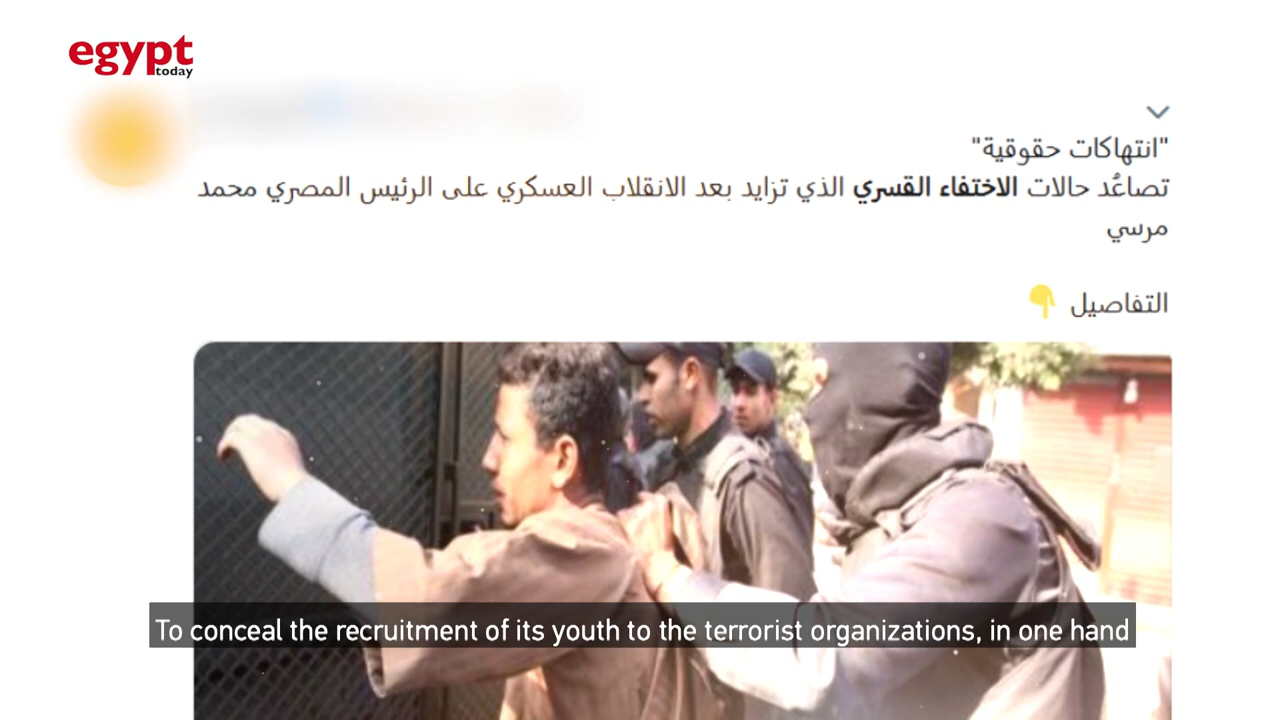 egypt
today
"انتهاكات حقوقية"
تصاعُد حالات الاختفاء القسري الذي تزايد بعد الانقلاب العسكري على الرئيس المصري محمد
مرسي
التفاصيل 👇
To conceal the recruitment of its youth to the terrorist organizations, in one hand